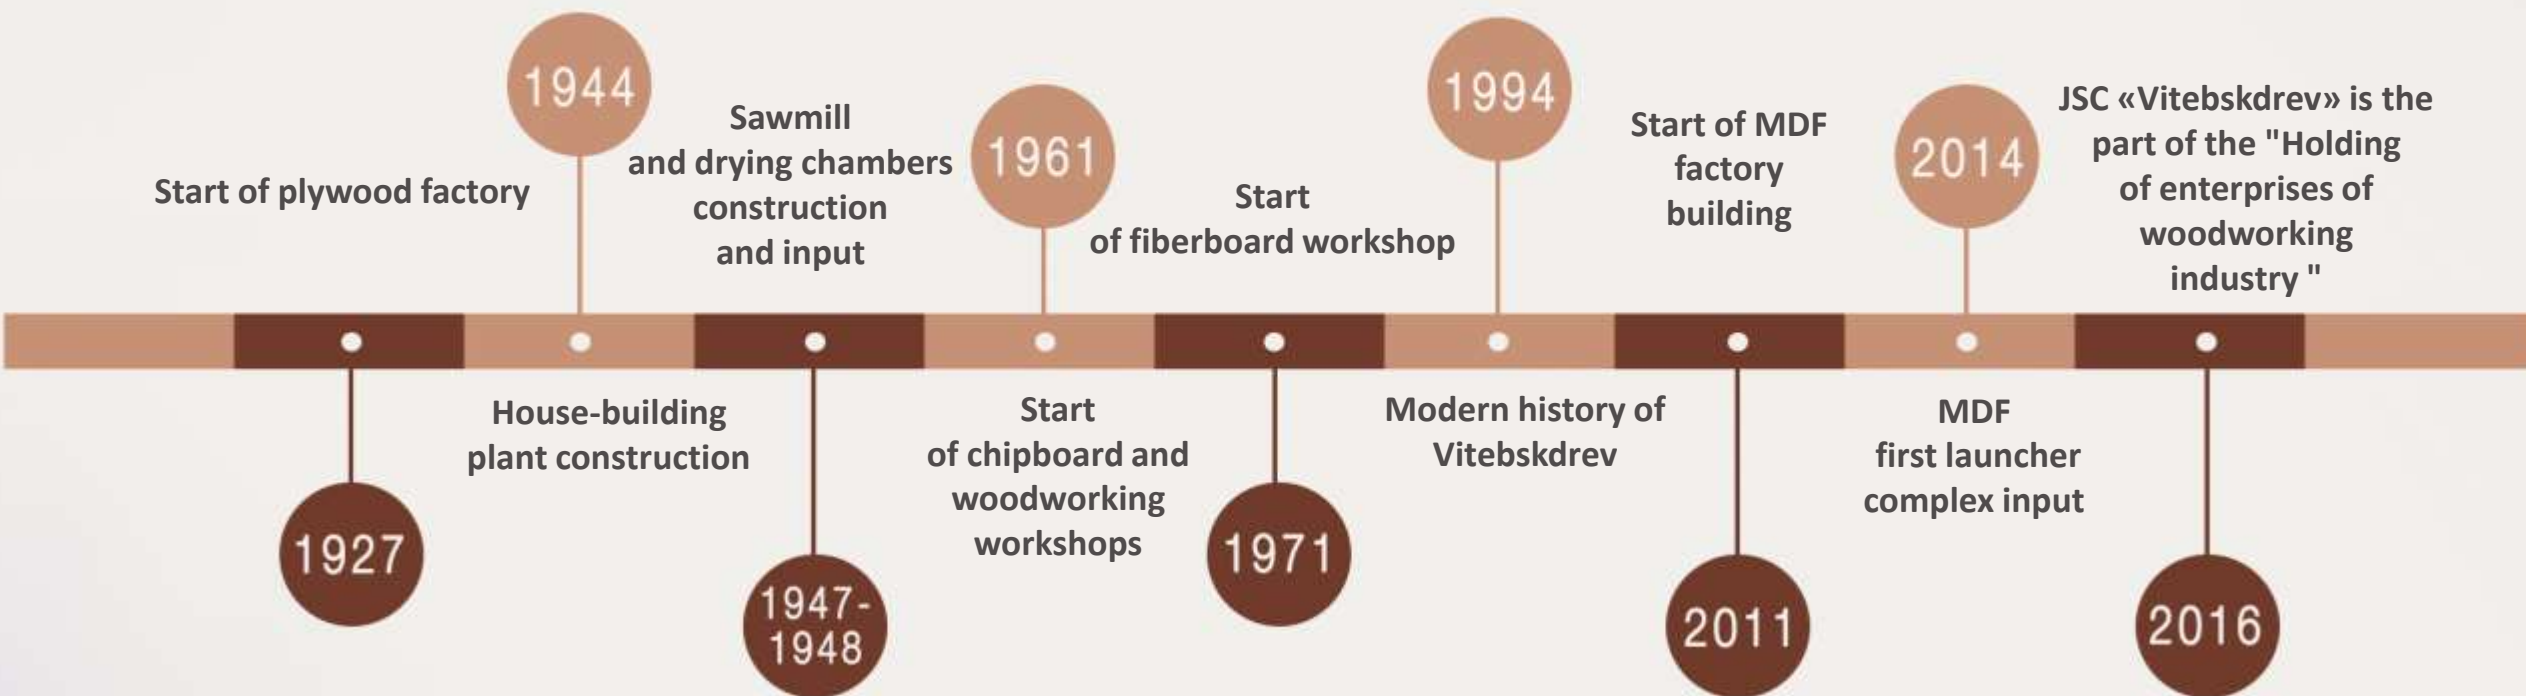 1927
Start of plywood factory
1944
House-building
plant construction
1947-
1948
Sawmill
and drying chambers
construction
and input
1961
Start
of chipboard and
woodworking
workshops
1971
Start
of fiberboard workshop
1994
Modern history of
Vitebskdrev
2011
Start of MDF
factory
building
2014
MDF
first launcher
complex input
2016
JSC «Vitebskdrev» is the
part of the "Holding
of enterprises of
woodworking
industry "